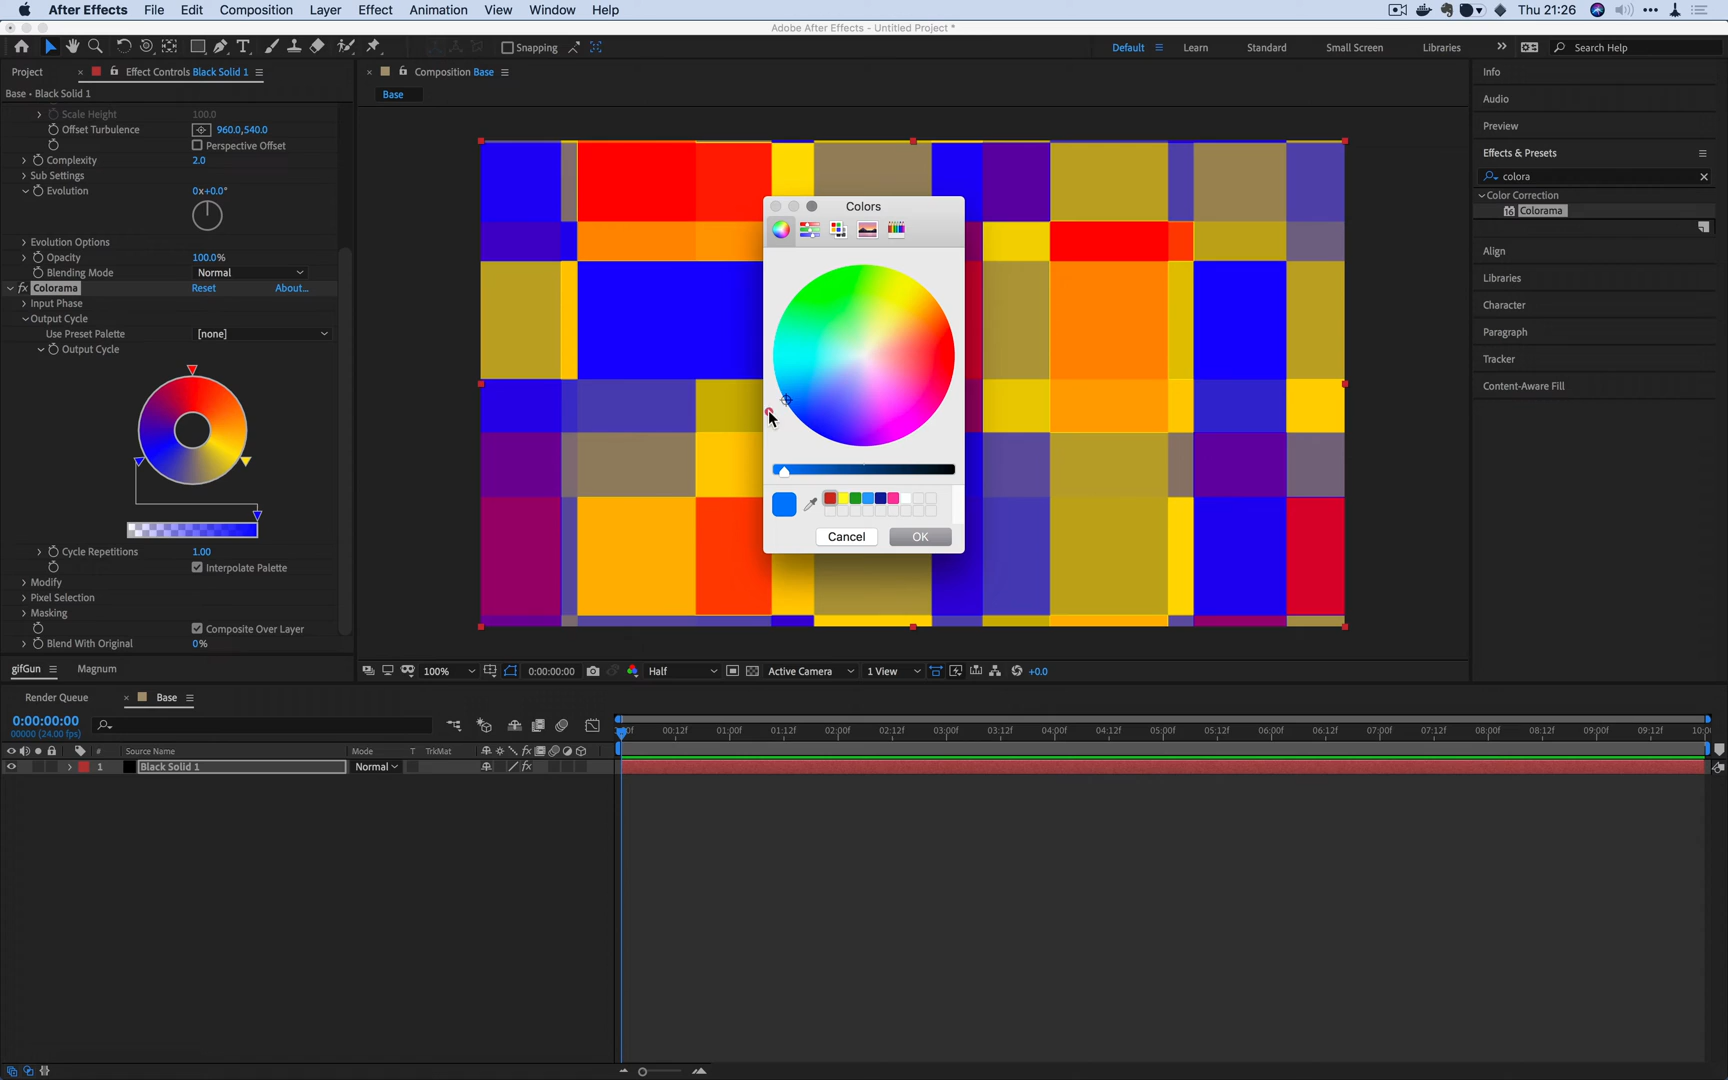 After Effects File Edit Composition Layer Effect Animation View Window Help Thu 21:26
Adobe After Effects - Untitled Project *
Snapping Default Learn Standard Small Screen Libraries Search Help
Project Effect Controls Black Solid 1 Composition Base Info
Base • Black Solid 1 Base
Audio
Preview
Effects & Presets
colora
Color Correction
Colorama
Align
Libraries
Character
Paragraph
Tracker
Content-Aware Fill
Scale Height 100.0
Offset Turbulence 960.0,540.0
Perspective Offset
Complexity 2.0
Sub Settings
Evolution 0x+0.0°
Evolution Options
Opacity 100.0%
Blending Mode Normal
fx Colorama Reset About...
Input Phase
Output Cycle
Use Preset Palette [none]
Output Cycle
Cycle Repetitions 1.00
Interpolate Palette
Modify
Pixel Selection
Masking
Composite Over Layer
Blend With Original 0%
Colors
Cancel OK
gifGun Magnum
100% 0:00:00:00 Half Active Camera 1 View +0.0
Render Queue Base
0:00:00:00
00000 (24.00 fps)
00:12f 01:00f 01:12f 02:00f 02:12f 03:00f 03:12f 04:00f 04:12f 05:00f 05:12f 06:00f 06:12f 07:00f 07:12f 08:00f 08:12f 09:00f 09:12f
# Source Name Mode T TrkMat
1 Black Solid 1 Normal